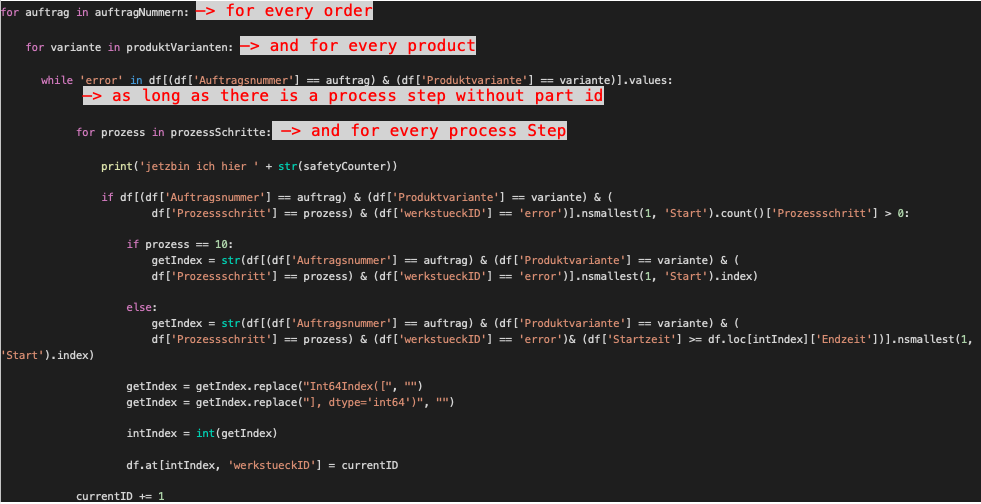 for auftrag in auftragNummern: —> for every order
for variante in produktVarianten: —> and for every product
while 'error' in df[(df['Auftragsnummer'] == auftrag) & (df['Produktvariante'] == variante)].values:
—> as long as there is a process step without part id
for prozess in prozessSchritte: —> and for every process Step
print('jetzbin ich hier ' + str(safetyCounter))
if df[(df['Auftragsnummer'] == auftrag) & (df['Produktvariante'] == variante) & (
df['Prozessschritt'] == prozess) & (df['werkstueckID'] == 'error')].nsmallest(1, 'Start').count()['Prozessschritt'] > 0:
if prozess == 10:
getIndex = str(df[(df['Auftragsnummer'] == auftrag) & (df['Produktvariante'] == variante) & (
df['Prozessschritt'] == prozess) & (df['werkstueckID'] == 'error')].nsmallest(1, 'Start').index)
else:
getIndex = str(df[(df['Auftragsnummer'] == auftrag) & (df['Produktvariante'] == variante) & (
df['Prozessschritt'] == prozess) & (df['werkstueckID'] == 'error')& (df['Startzeit'] >= df.loc[intIndex]['Endzeit'])].nsmallest(1,
'Start').index)
getIndex = getIndex.replace("Int64Index([", "")
getIndex = getIndex.replace("], dtype='int64')", "")
intIndex = int(getIndex)
df.at[intIndex, 'werkstueckID'] = currentID
currentID += 1